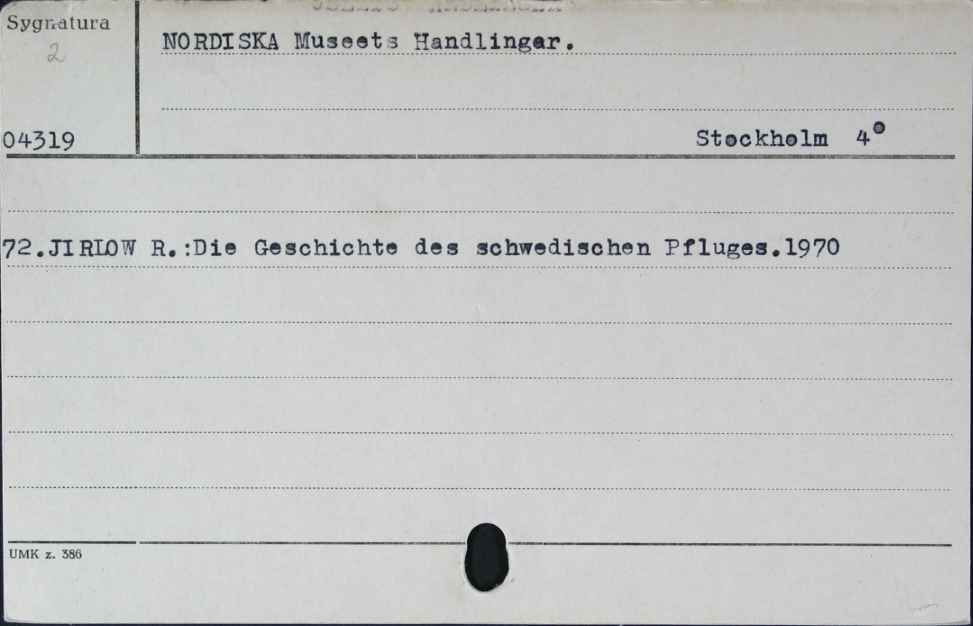 Sygnatura
2
NORDISKA Museets Handlingar.
04319
Stockholm 4°
72.JIRLOW R.:Die Geschichte des schwedischen Pfluges.1970
UMK z. 386